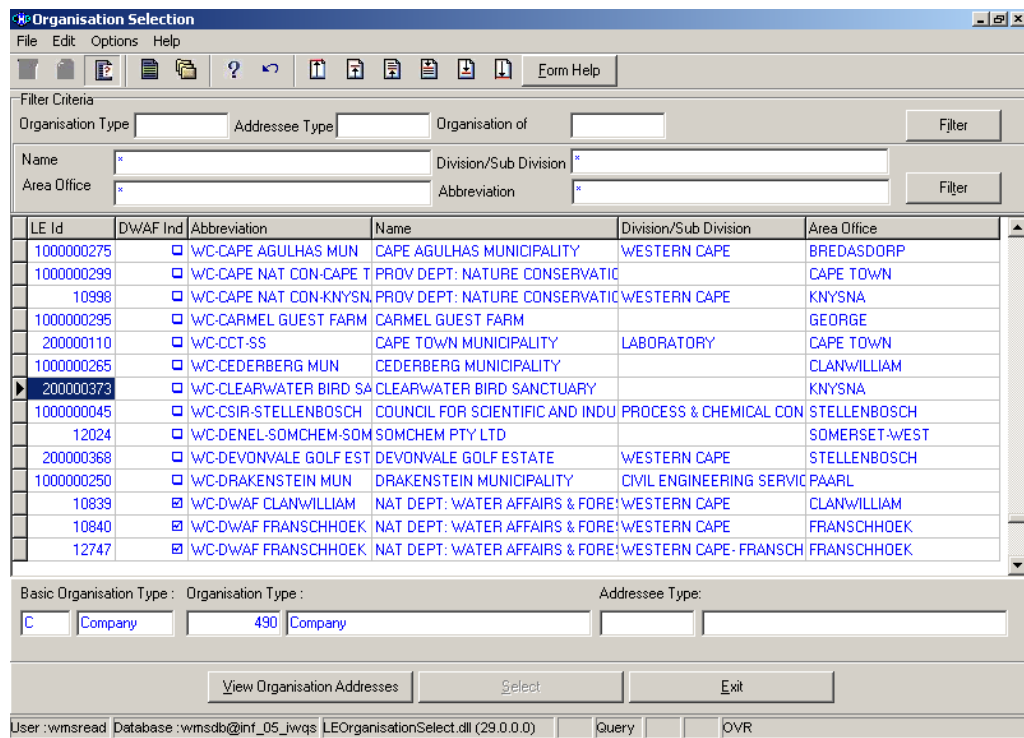 Organisation Selection
File Edit Options Help
? Form Help
Filter Criteria
Organisation Type Addressee Type Organisation of Filter
Name * Division/Sub Division *
Area Office * Abbreviation * Filter
LE Id DWAF Ind Abbreviation Name Division/Sub Division Area Office
1000000275 WC-CAPE AGULHAS MUN CAPE AGULHAS MUNICIPALITY WESTERN CAPE BREDASDORP
1000000299 WC-CAPE NAT CON-CAPE T PROV DEPT: NATURE CONSERVATIO CAPE TOWN
10998 WC-CAPE NAT CON-KNYSN PROV DEPT: NATURE CONSERVATIO WESTERN CAPE KNYSNA
1000000295 WC-CARMEL GUEST FARM CARMEL GUEST FARM GEORGE
200000110 WC-CCT-SS CAPE TOWN MUNICIPALITY LABORATORY CAPE TOWN
1000000265 WC-CEDERBERG MUN CEDERBERG MUNICIPALITY CLANWILLIAM
200000373 WC-CLEARWATER BIRD SA CLEARWATER BIRD SANCTUARY KNYSNA
1000000045 WC-CSIR-STELLENBOSCH COUNCIL FOR SCIENTIFIC AND INDU PROCESS & CHEMICAL CON STELLENBOSCH
12024 WC-DENEL-SOMCHEM-SOM SOMCHEM PTY LTD SOMERSET-WEST
200000368 WC-DEVONVALE GOLF EST DEVONVALE GOLF ESTATE WESTERN CAPE STELLENBOSCH
1000000250 WC-DRAKENSTEIN MUN DRAKENSTEIN MUNICIPALITY CIVIL ENGINEERING SERVIC PAARL
10839 WC-DWAF CLANWILLIAM NAT DEPT: WATER AFFAIRS & FORE WESTERN CAPE CLANWILLIAM
10840 WC-DWAF FRANSCHHOEK NAT DEPT: WATER AFFAIRS & FORE WESTERN CAPE FRANSCHHOEK
12747 WC-DWAF FRANSCHHOEK NAT DEPT: WATER AFFAIRS & FORE WESTERN CAPE- FRANSCH FRANSCHHOEK
Basic Organisation Type : Organisation Type : Addressee Type:
C Company 490 Company
View Organisation Addresses Select Exit
User :wmsread Database :wmsdb@inf_05_iwqs LEOrganisationSelect.dll (29.0.0.0) Query OVR